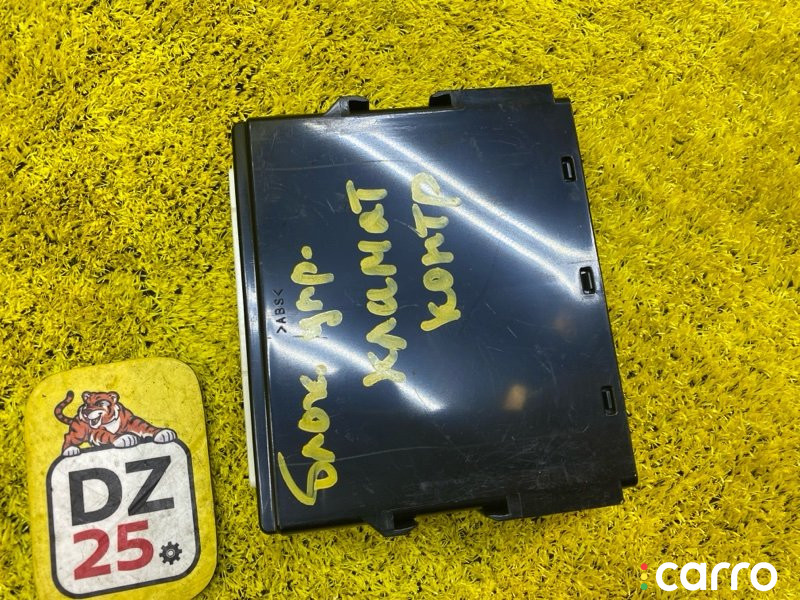 Блок. упр.
климат
контр
>ABS<
DZ
25
carro